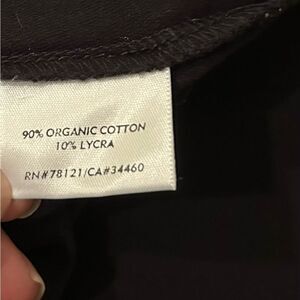 90% ORGANIC COTTON
10% LYCRA
RN#78121/CA#34460